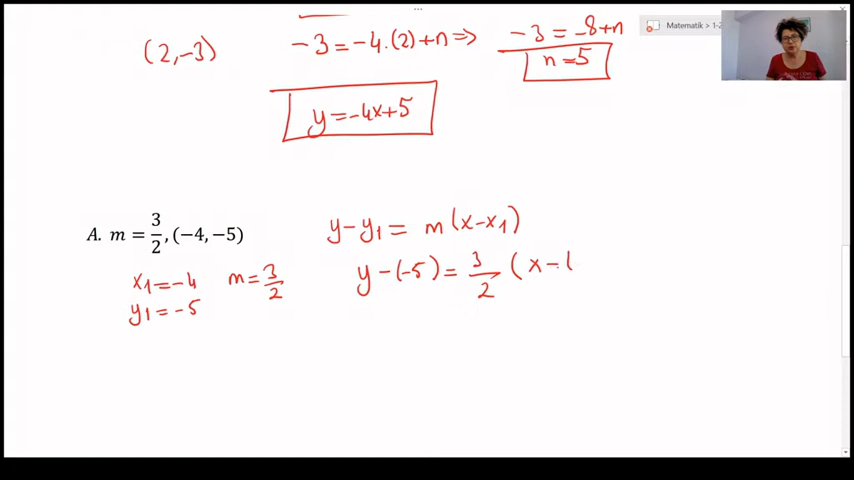 Matematik > 1-2
(2,-3)
-3=-4.(2)+n⇒
-3=-8+n
n=5
y=-4x+5
A. m = 3/2, (−4, −5)
y-y₁= m(x-x₁)
x₁=-4 m=3/2
y-(-5)=3/2 (x-(
y₁=-5